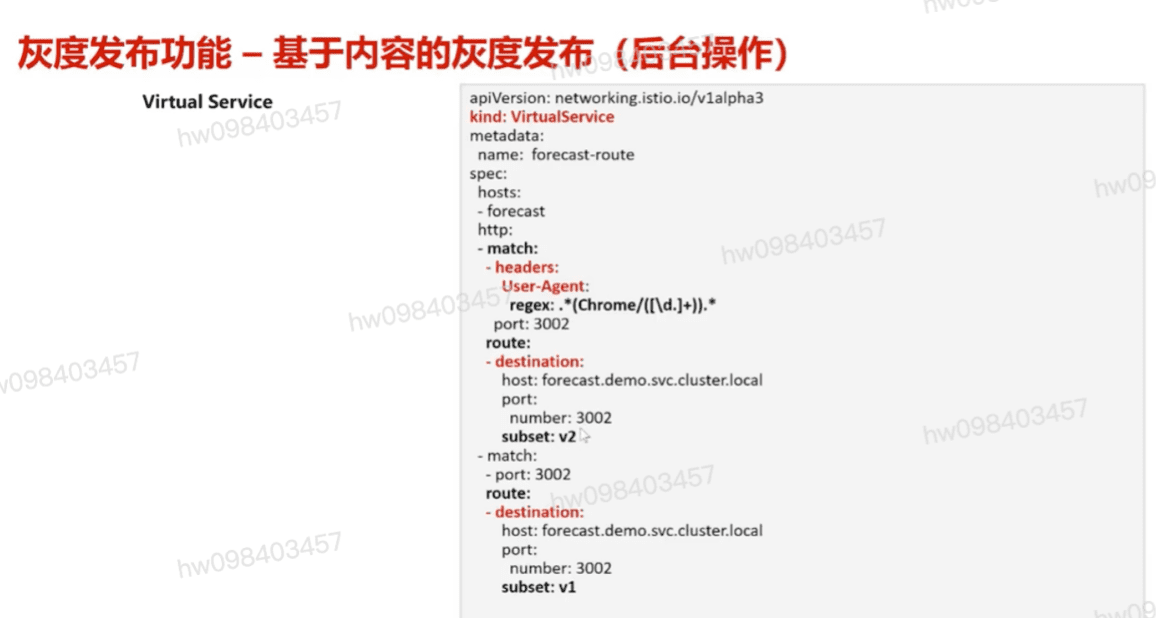 灰度发布功能 – 基于内容的灰度发布（后台操作）
Virtual Service
apiVersion: networking.istio.io/v1alpha3
kind: VirtualService
metadata:
name: forecast-route
spec:
hosts:
- forecast
http:
- match:
- headers:
User-Agent:
regex: .*(Chrome/([\d.]+)).*
port: 3002
route:
- destination:
host: forecast.demo.svc.cluster.local
port:
number: 3002
subset: v2
- match:
- port: 3002
route:
- destination:
host: forecast.demo.svc.cluster.local
port:
number: 3002
subset: v1
hw098403457
hw098403457
hw098403457
hw098403457
hw098403457
hw098403457
hw098403457